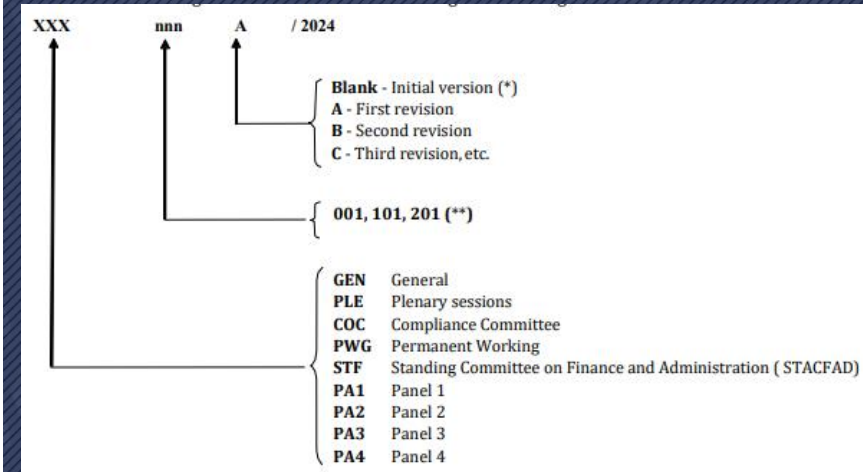 XXX nnn A / 2024
Blank - Initial version (*)
A - First revision
B - Second revision
C - Third revision, etc.
001, 101, 201 (**)
GEN General
PLE Plenary sessions
COC Compliance Committee
PWG Permanent Working
STF Standing Committee on Finance and Administration ( STACFAD)
PA1 Panel 1
PA2 Panel 2
PA3 Panel 3
PA4 Panel 4